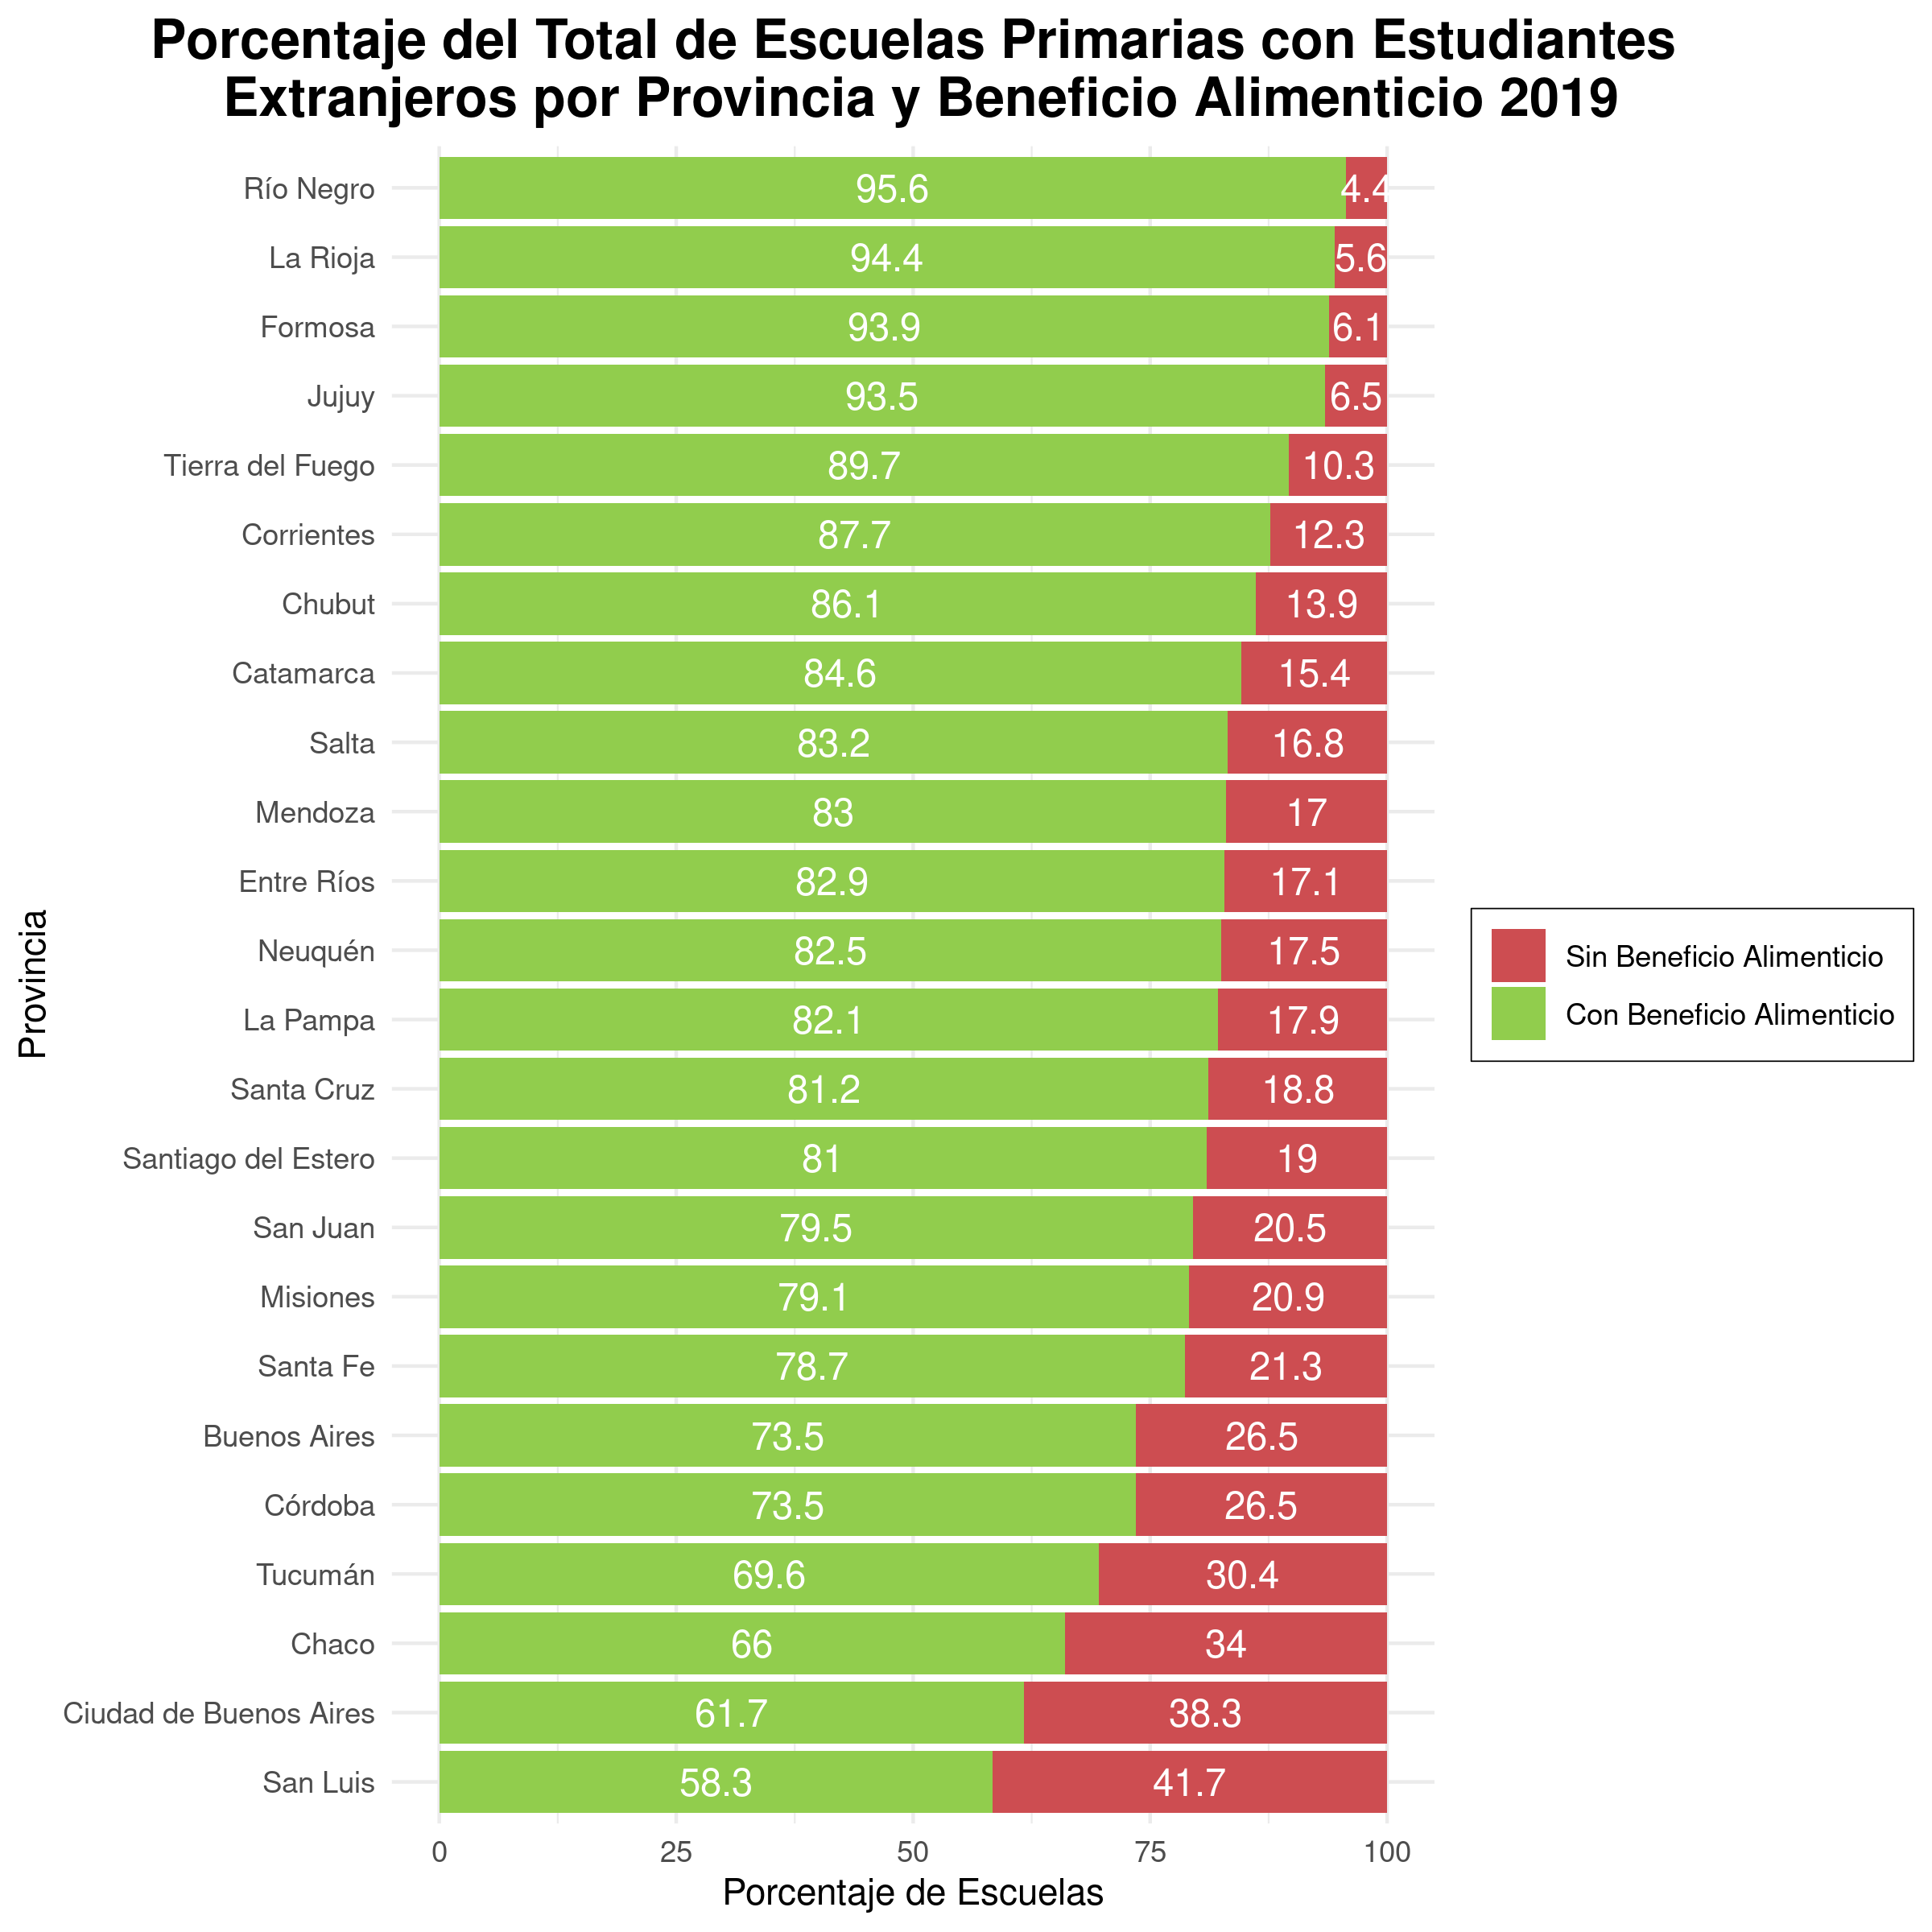 Porcentaje del Total de Escuelas Primarias con Estudiantes
Extranjeros por Provincia y Beneficio Alimenticio 2019
Provincia
Río Negro 95.6 4.4
La Rioja 94.4 5.6
Formosa 93.9 6.1
Jujuy 93.5 6.5
Tierra del Fuego 89.7 10.3
Corrientes 87.7 12.3
Chubut 86.1 13.9
Catamarca 84.6 15.4
Salta 83.2 16.8
Mendoza 83 17
Entre Ríos 82.9 17.1
Neuquén 82.5 17.5
La Pampa 82.1 17.9
Santa Cruz 81.2 18.8
Santiago del Estero 81 19
San Juan 79.5 20.5
Misiones 79.1 20.9
Santa Fe 78.7 21.3
Buenos Aires 73.5 26.5
Córdoba 73.5 26.5
Tucumán 69.6 30.4
Chaco 66 34
Ciudad de Buenos Aires 61.7 38.3
San Luis 58.3 41.7
0 25 50 75 100
Porcentaje de Escuelas
Sin Beneficio Alimenticio
Con Beneficio Alimenticio